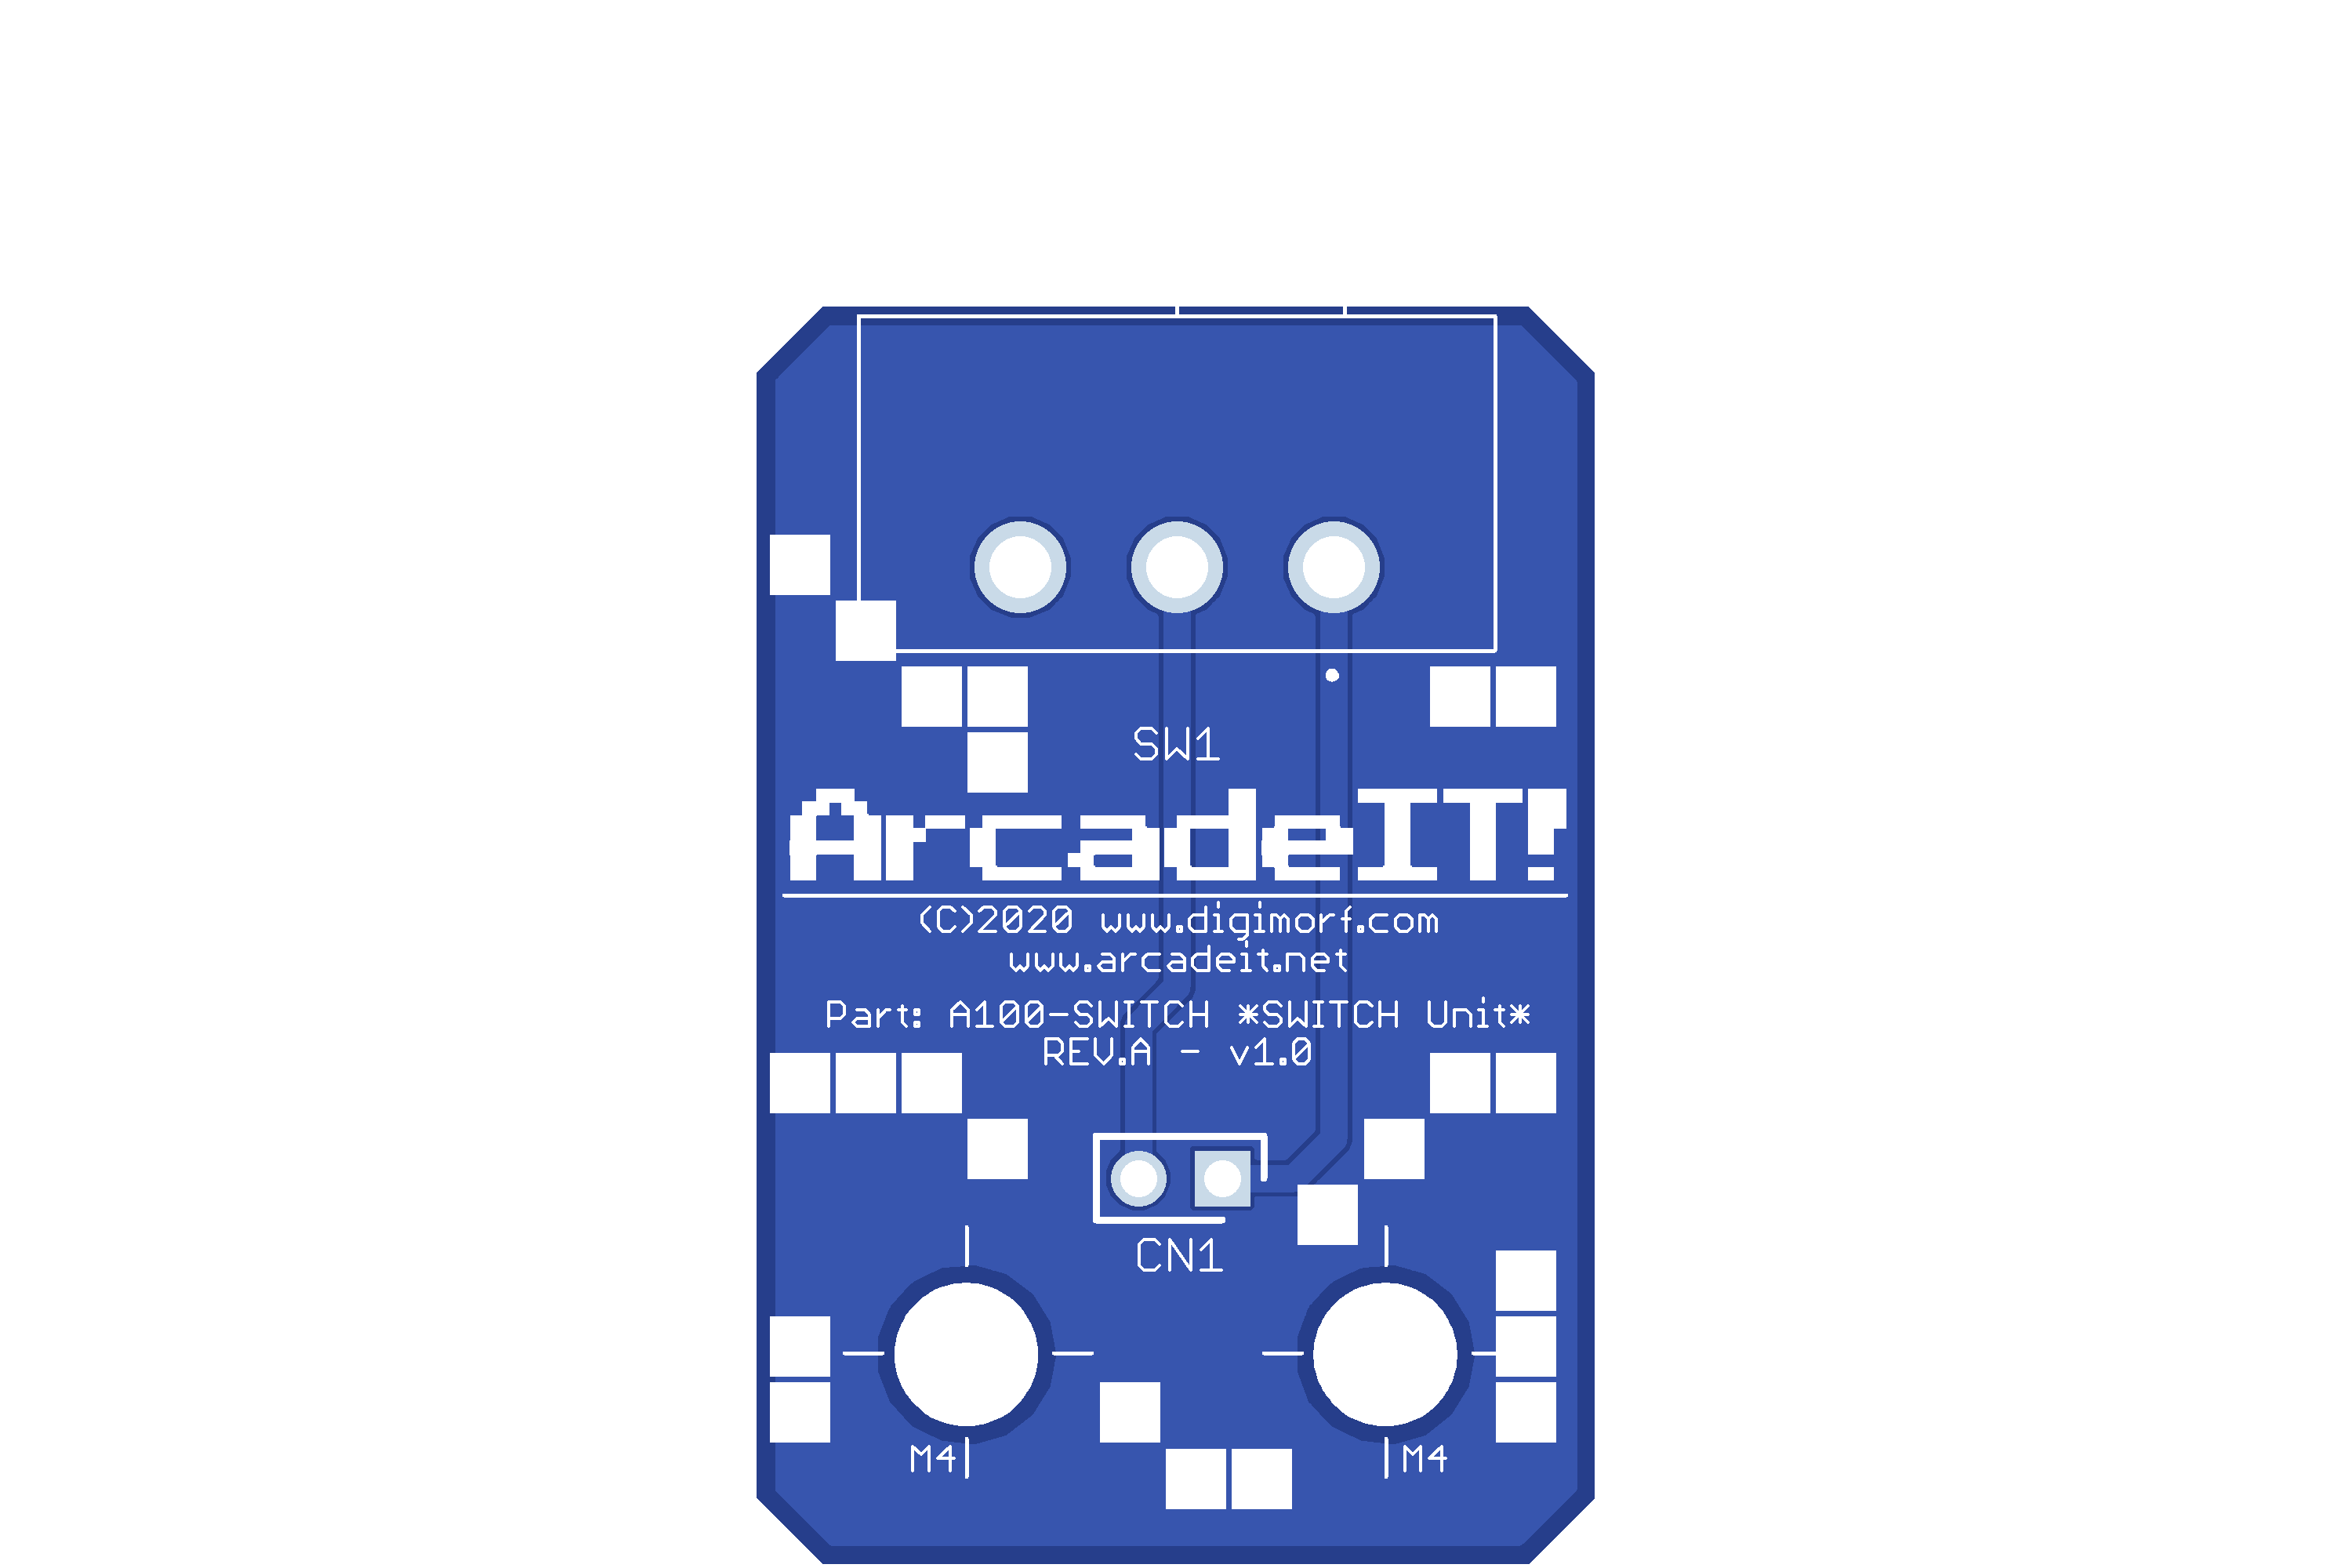 SW1
ArcadeIT!
(C)2020 www.digimorf.com
www.arcadeit.net
Part: A100-SWITCH *SWITCH Unit*
REV.A - v1.0
CN1
M4 M4